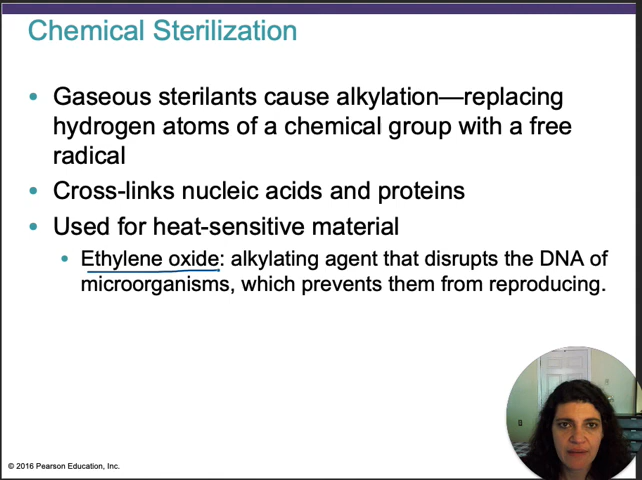 Chemical Sterilization
• Gaseous sterilants cause alkylation—replacing
hydrogen atoms of a chemical group with a free
radical
• Cross-links nucleic acids and proteins
• Used for heat-sensitive material
• Ethylene oxide: alkylating agent that disrupts the DNA of
microorganisms, which prevents them from reproducing.
© 2016 Pearson Education, Inc.